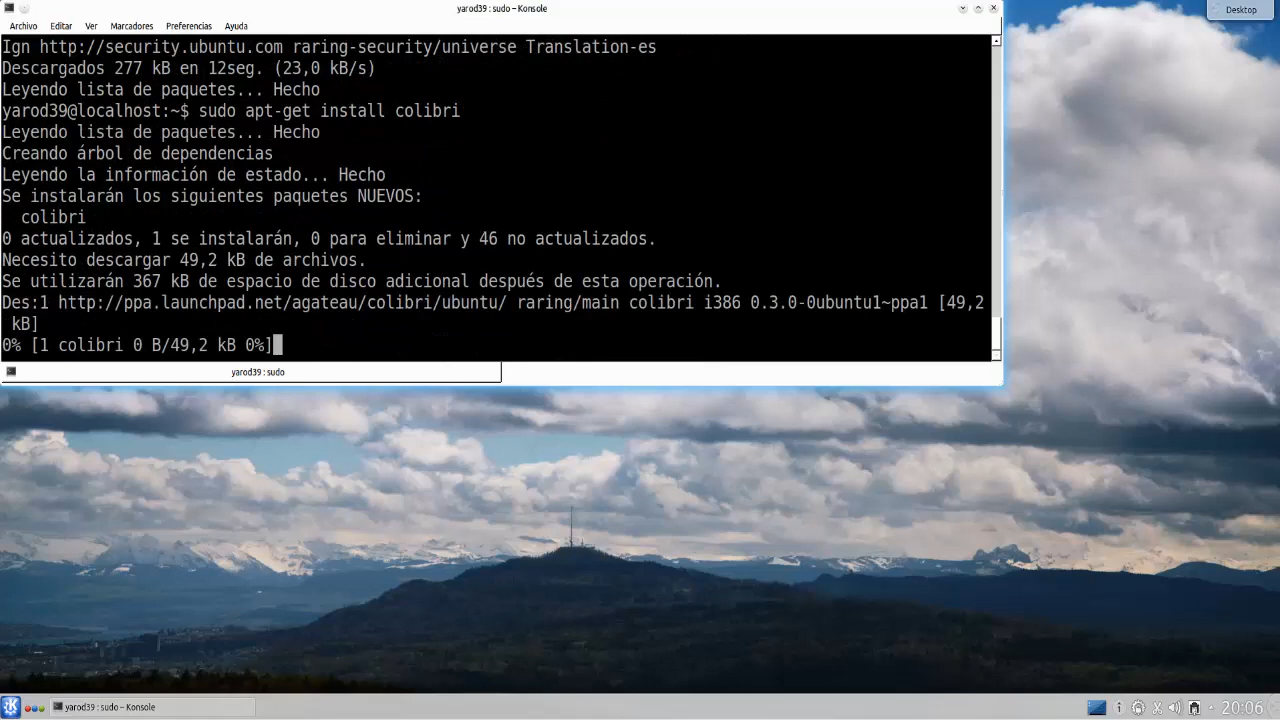 yarod39 : sudo – Konsole
Desktop
Archivo Editar Ver Marcadores Preferencias Ayuda
Ign http://security.ubuntu.com raring-security/universe Translation-es
Descargados 277 kB en 12seg. (23,0 kB/s)
Leyendo lista de paquetes... Hecho
yarod39@localhost:~$ sudo apt-get install colibri
Leyendo lista de paquetes... Hecho
Creando árbol de dependencias
Leyendo la información de estado... Hecho
Se instalarán los siguientes paquetes NUEVOS:
colibri
0 actualizados, 1 se instalarán, 0 para eliminar y 46 no actualizados.
Necesito descargar 49,2 kB de archivos.
Se utilizarán 367 kB de espacio de disco adicional después de esta operación.
Des:1 http://ppa.launchpad.net/agateau/colibri/ubuntu/ raring/main colibri i386 0.3.0-0ubuntu1~ppa1 [49,2
kB]
0% [1 colibri 0 B/49,2 kB 0%]
yarod39 : sudo
yarod39 : sudo – Konsole
20:06